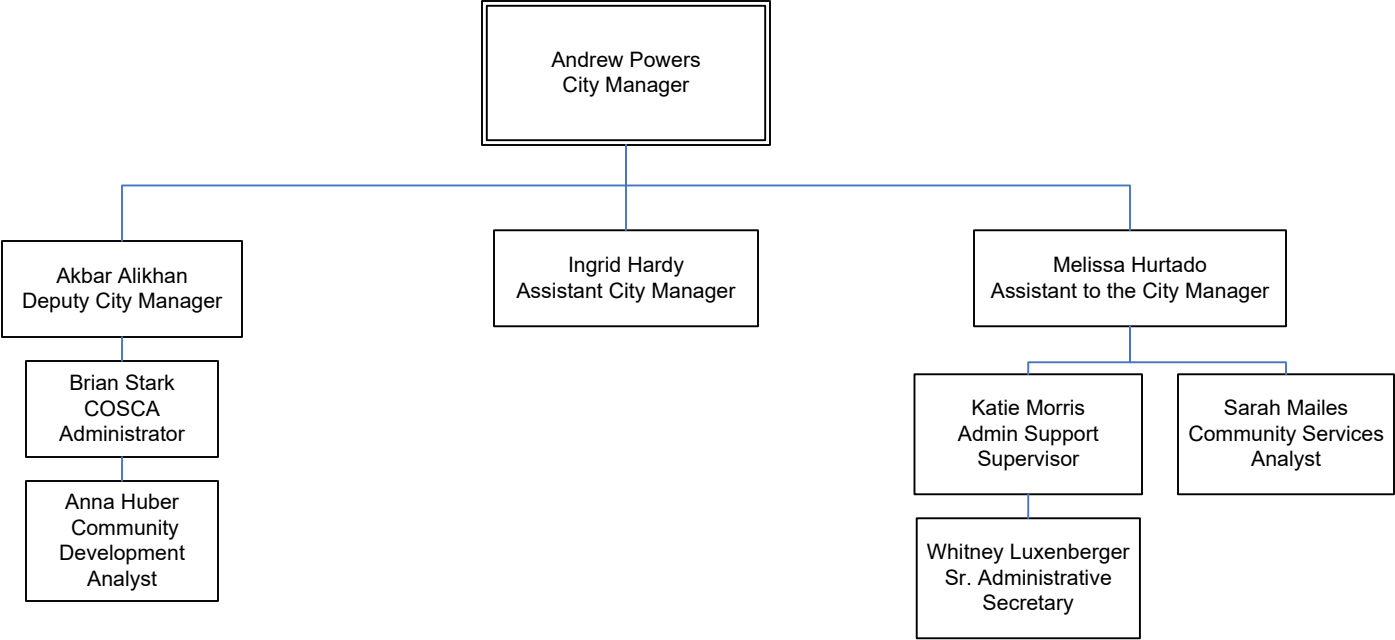 Andrew Powers
City Manager
Akbar Alikhan
Deputy City Manager
Ingrid Hardy
Assistant City Manager
Melissa Hurtado
Assistant to the City Manager
Brian Stark
COSCA
Administrator
Katie Morris
Admin Support
Supervisor
Sarah Mailes
Community Services
Analyst
Anna Huber
Community
Development
Analyst
Whitney Luxenberger
Sr. Administrative
Secretary